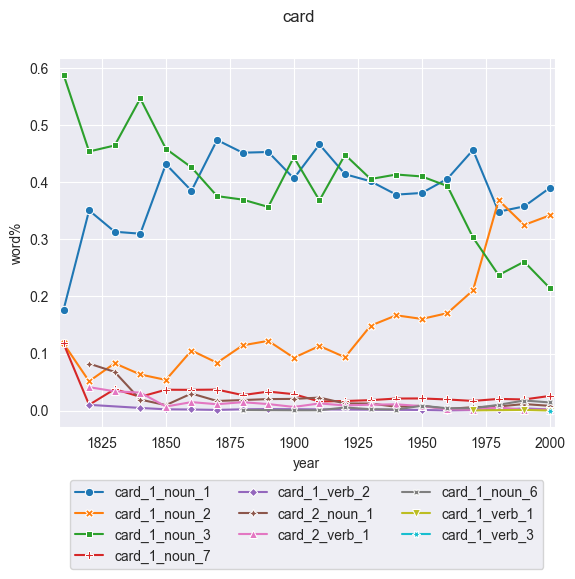 card
0.6
0.5
0.4
0.3
0.2
0.1
0.0
word%
1825 1850 1875 1900 1925 1950 1975 2000
year
card_1_noun_1 card_1_verb_2 card_1_noun_6
card_1_noun_2 card_2_noun_1 card_1_verb_1
card_1_noun_3 card_2_verb_1 card_1_verb_3
card_1_noun_7